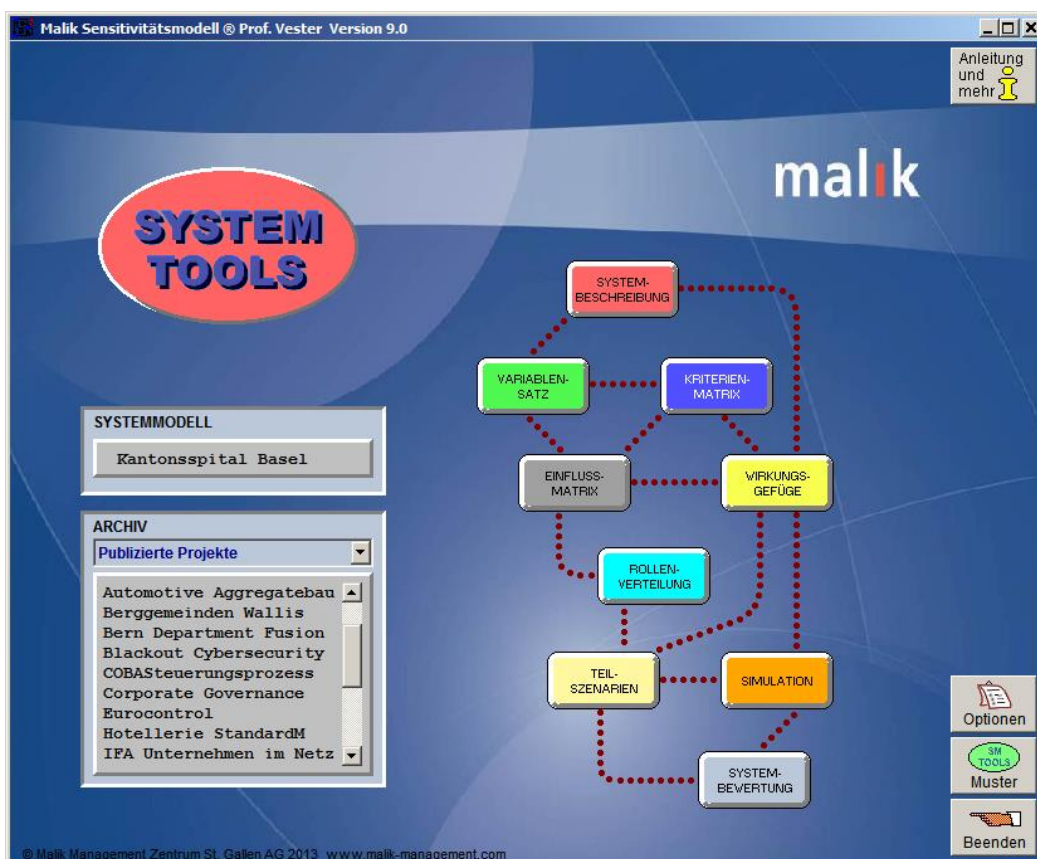 Malik Sensitivitätsmodell ® Prof. Vester Version 9.0
Anleitung
und
mehr
malik
SYSTEM
TOOLS
SYSTEM-
BESCHREIBUNG
VARIABLEN-
SATZ
KRITERIEN-
MATRIX
SYSTEMMODELL
Kantonsspital Basel
EINFLUSS-
MATRIX
WIRKUNGS-
GEFÜGE
ARCHIV
Publizierte Projekte
Automotive Aggregatebau
Berggemeinden Wallis
Bern Department Fusion
Blackout Cybersecurity
COBASteuerungsprozess
Corporate Governance
Eurocontrol
Hotellerie StandardM
IFA Unternehmen im Netz
ROLLEN-
VERTEILUNG
TEIL-
SZENARIEN
SIMULATION
SYSTEM-
BEWERTUNG
Optionen
SM
TOOLS
Muster
Beenden
© Malik Management Zentrum St. Gallen AG 2013 www.malik-management.com